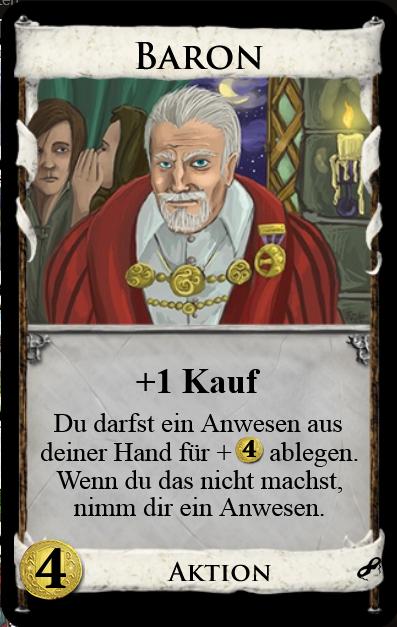 BARON
+1 Kauf
Du darfst ein Anwesen aus
deiner Hand für + 4 ablegen.
Wenn du das nicht machst,
nimm dir ein Anwesen.
4 AKTION